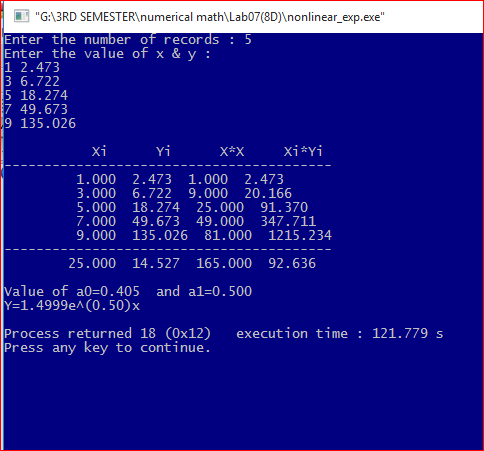 "G:\3RD SEMESTER\numerical math\Lab07(8D)\nonlinear_exp.exe"
Enter the number of records : 5
Enter the value of x & y :
1 2.473
3 6.722
5 18.274
7 49.673
9 135.026
Xi Yi X*X Xi*Yi
-----------------------------------------
1.000 2.473 1.000 2.473
3.000 6.722 9.000 20.166
5.000 18.274 25.000 91.370
7.000 49.673 49.000 347.711
9.000 135.026 81.000 1215.234
-----------------------------------------
25.000 14.527 165.000 92.636
Value of a0=0.405 and a1=0.500
Y=1.4999e^(0.50)x
Process returned 18 (0x12) execution time : 121.779 s
Press any key to continue.